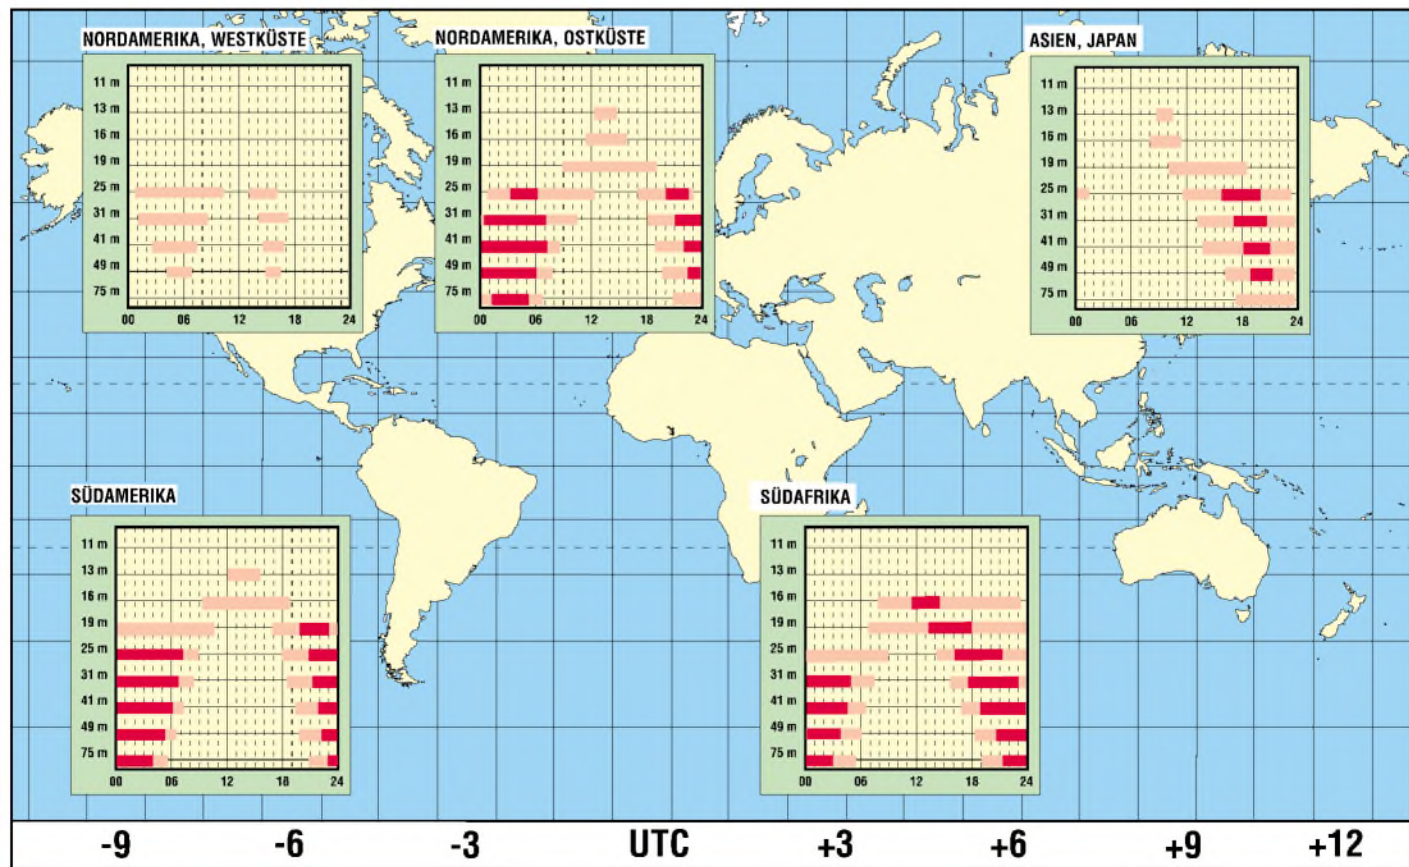 NORDAMERIKA, WESTKÜSTE
11 m
13 m
16 m
19 m
25 m
31 m
41 m
49 m
75 m
00 06 12 18 24
NORDAMERIKA, OSTKÜSTE
11 m
13 m
16 m
19 m
25 m
31 m
41 m
49 m
75 m
00 06 12 18 24
ASIEN, JAPAN
11 m
13 m
16 m
19 m
25 m
31 m
41 m
49 m
75 m
00 06 12 18 24
SÜDAMERIKA
11 m
13 m
16 m
19 m
25 m
31 m
41 m
49 m
75 m
00 06 12 18 24
SÜDAFRIKA
11 m
13 m
16 m
19 m
25 m
31 m
41 m
49 m
75 m
00 06 12 18 24
-9 -6 -3 UTC +3 +6 +9 +12